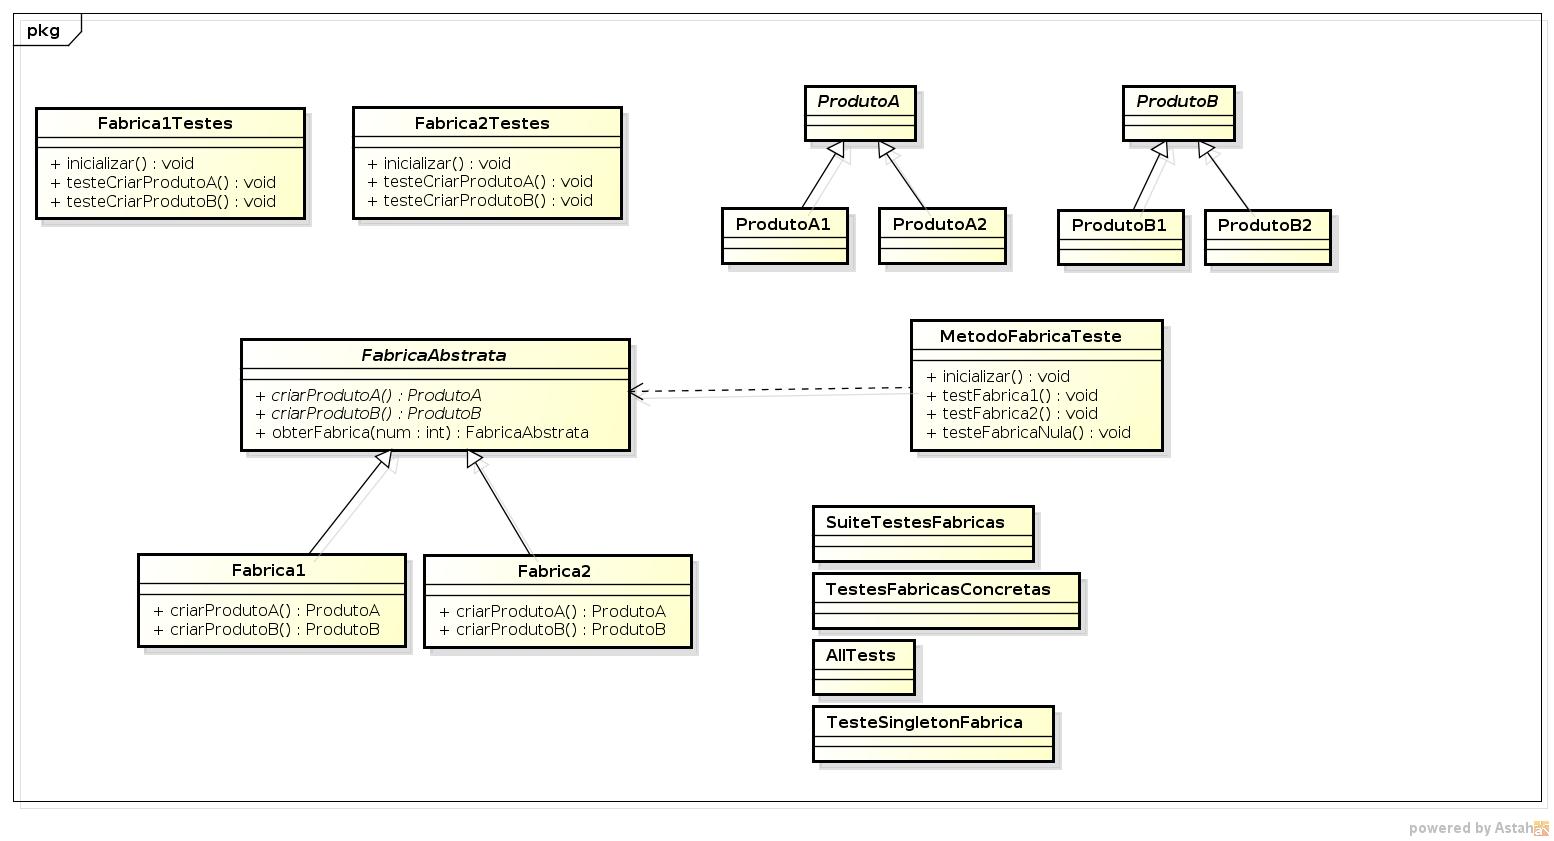 pkg
Fabrica1Testes
+ inicializar() : void
+ testeCriarProdutoA() : void
+ testeCriarProdutoB() : void
Fabrica2Testes
+ inicializar() : void
+ testeCriarProdutoA() : void
+ testeCriarProdutoB() : void
ProdutoA
ProdutoB
ProdutoA1
ProdutoA2
ProdutoB1
ProdutoB2
FabricaAbstrata
+ criarProdutoA() : ProdutoA
+ criarProdutoB() : ProdutoB
+ obterFabrica(num : int) : FabricaAbstrata
MetodoFabricaTeste
+ inicializar() : void
+ testFabrica1() : void
+ testFabrica2() : void
+ testeFabricaNula() : void
Fabrica1
+ criarProdutoA() : ProdutoA
+ criarProdutoB() : ProdutoB
Fabrica2
+ criarProdutoA() : ProdutoA
+ criarProdutoB() : ProdutoB
SuiteTestesFabricas
TestesFabricasConcretas
AllTests
TesteSingletonFabrica
powered by Astah